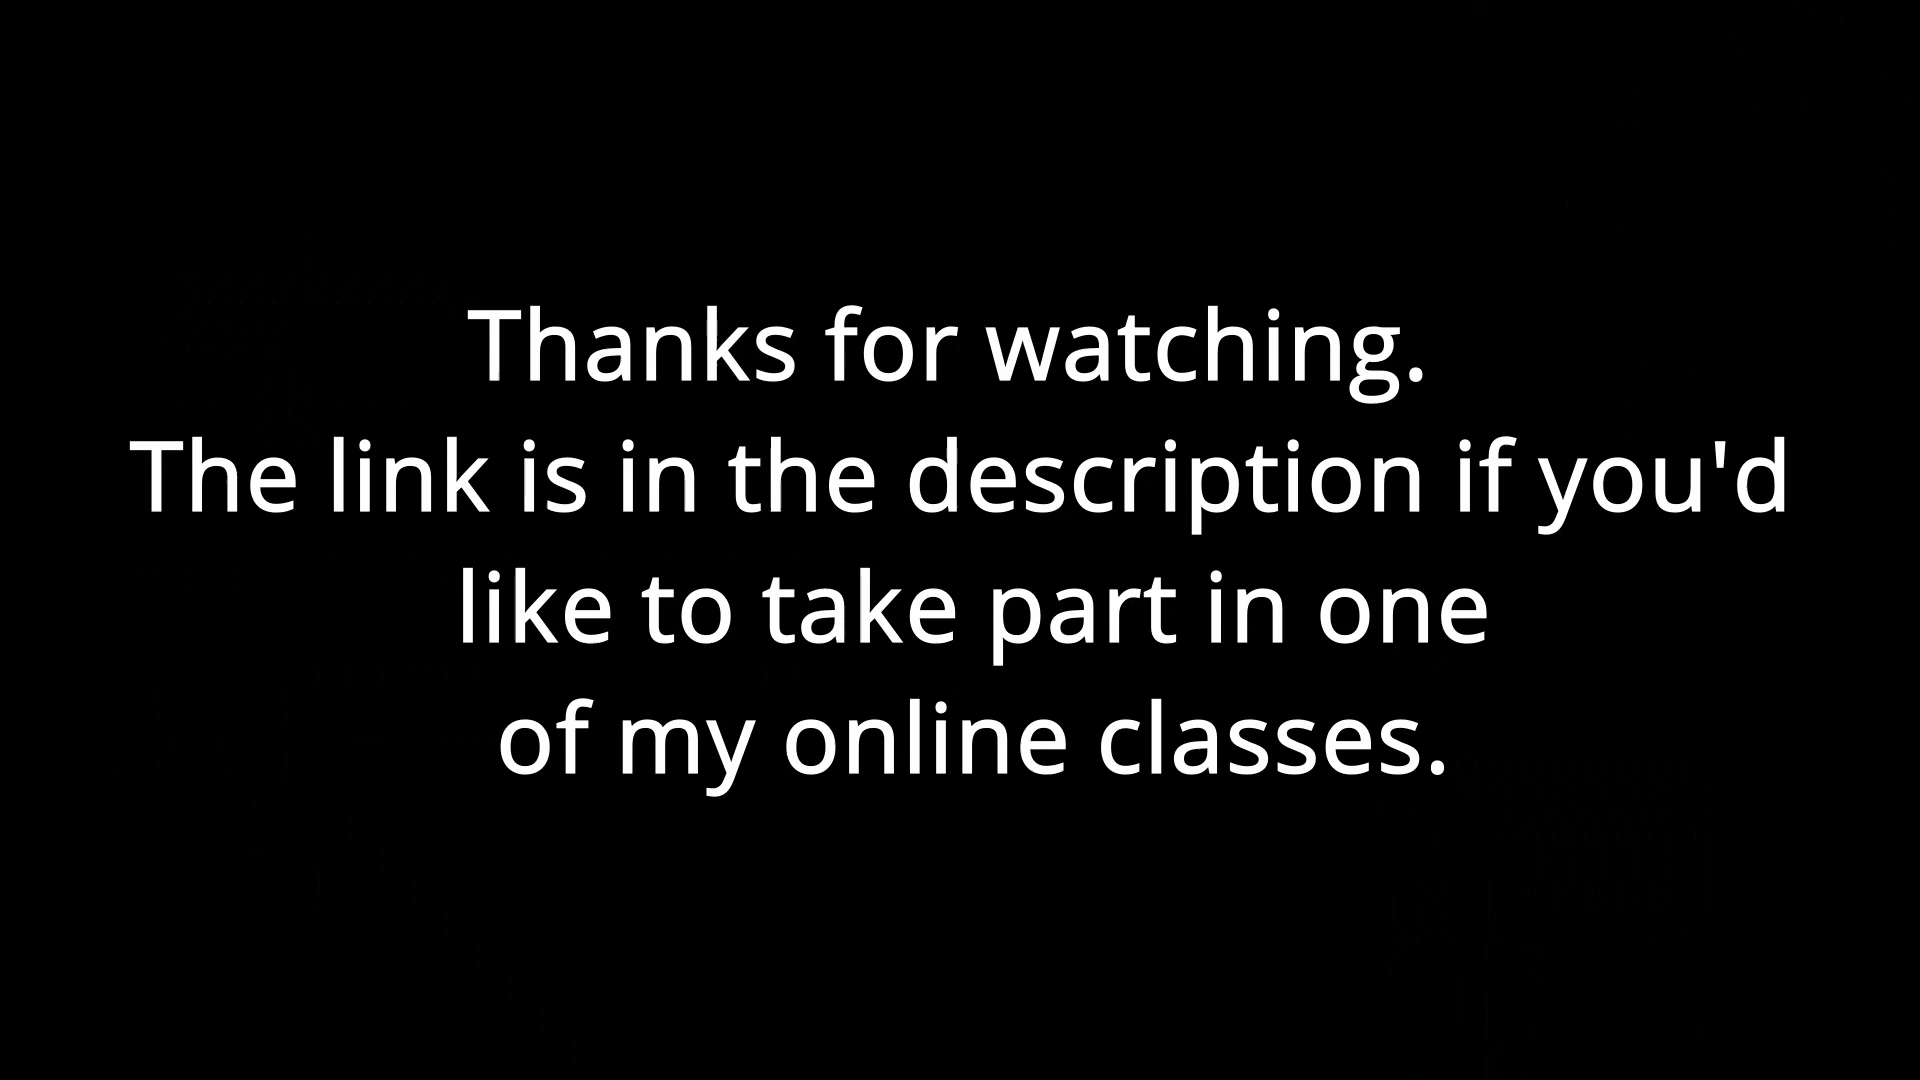 Thanks for watching.
The link is in the description if you'd
like to take part in one
of my online classes.